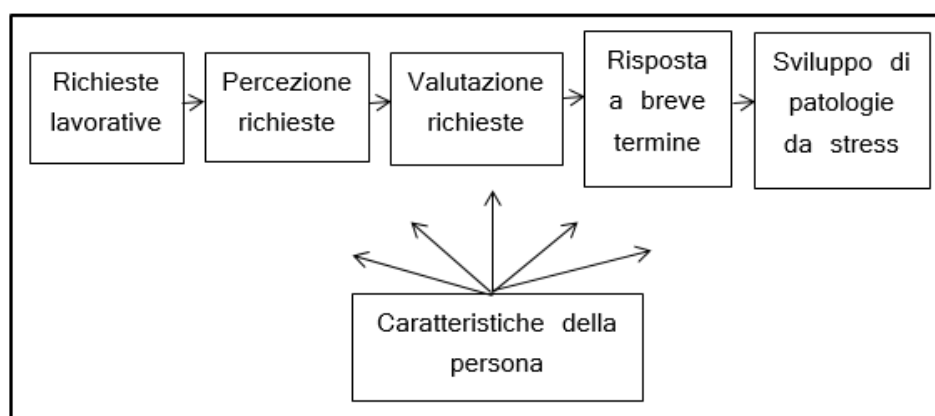 Richieste
lavorative
Percezione
richieste
Valutazione
richieste
Risposta
a breve
termine
Sviluppo di
patologie
da stress
Caratteristiche della
persona